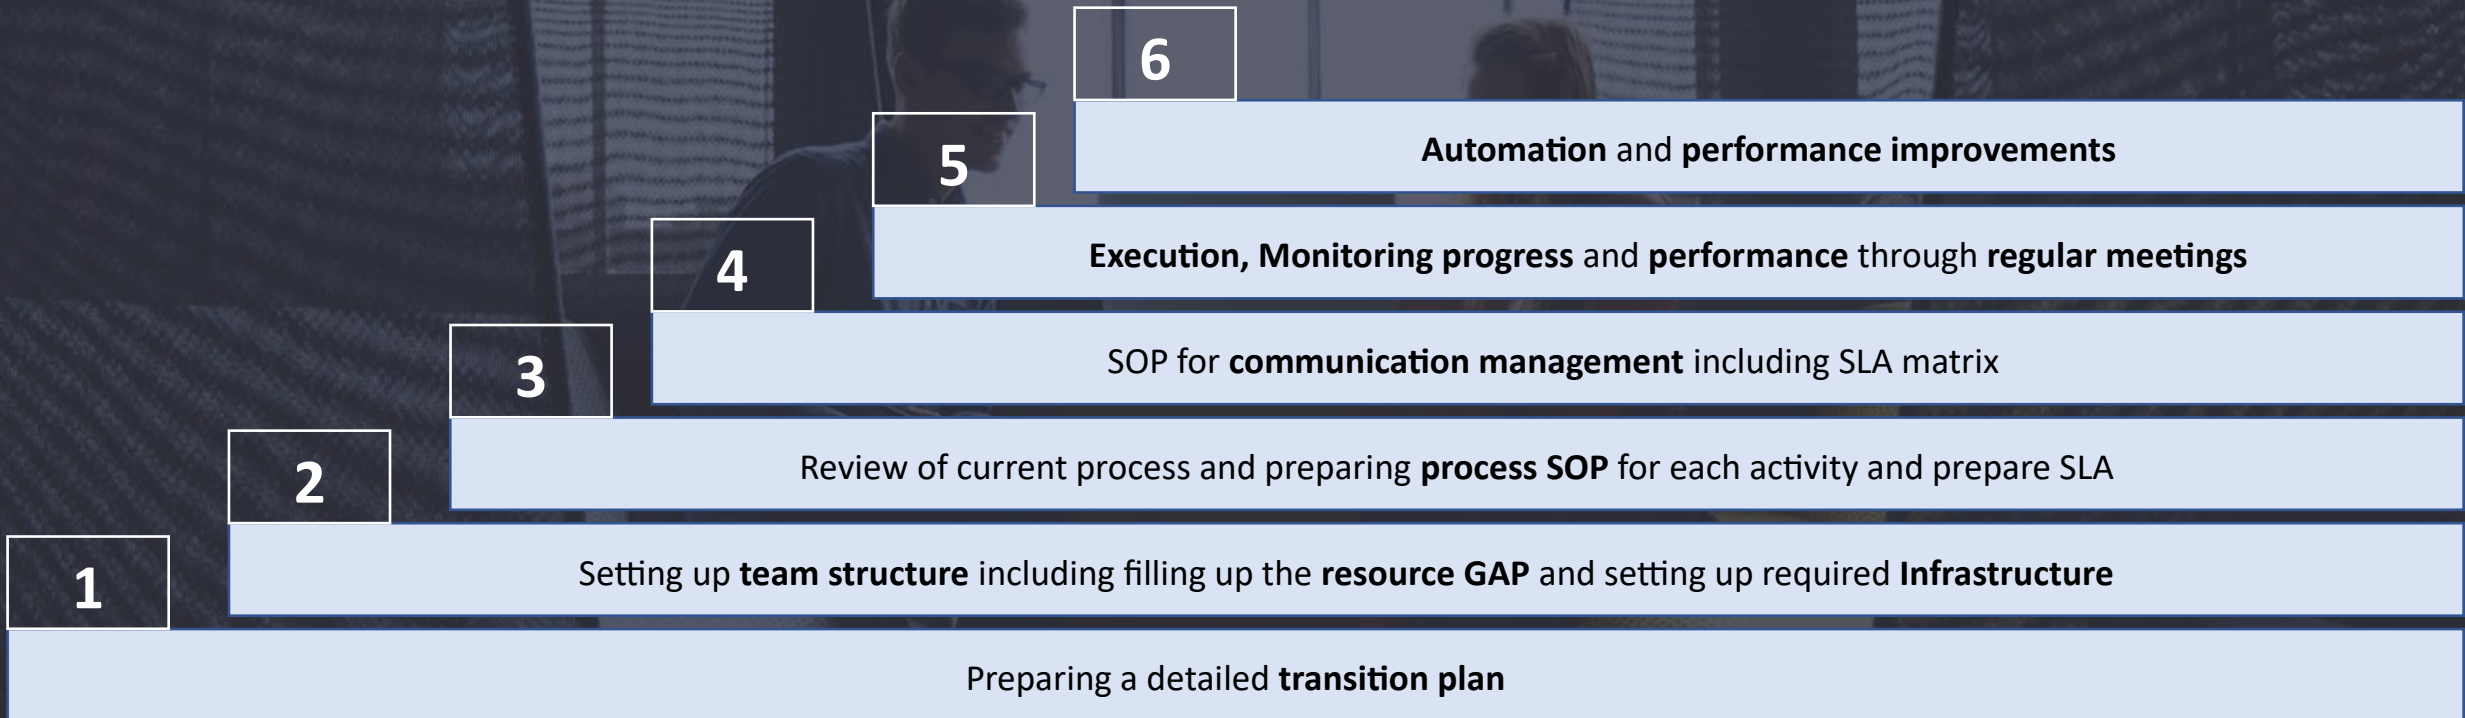 6
Automation and performance improvements
5
Execution, Monitoring progress and performance through regular meetings
4
SOP for communication management including SLA matrix
3
Review of current process and preparing process SOP for each activity and prepare SLA
2
Setting up team structure including filling up the resource GAP and setting up required Infrastructure
1
Preparing a detailed transition plan